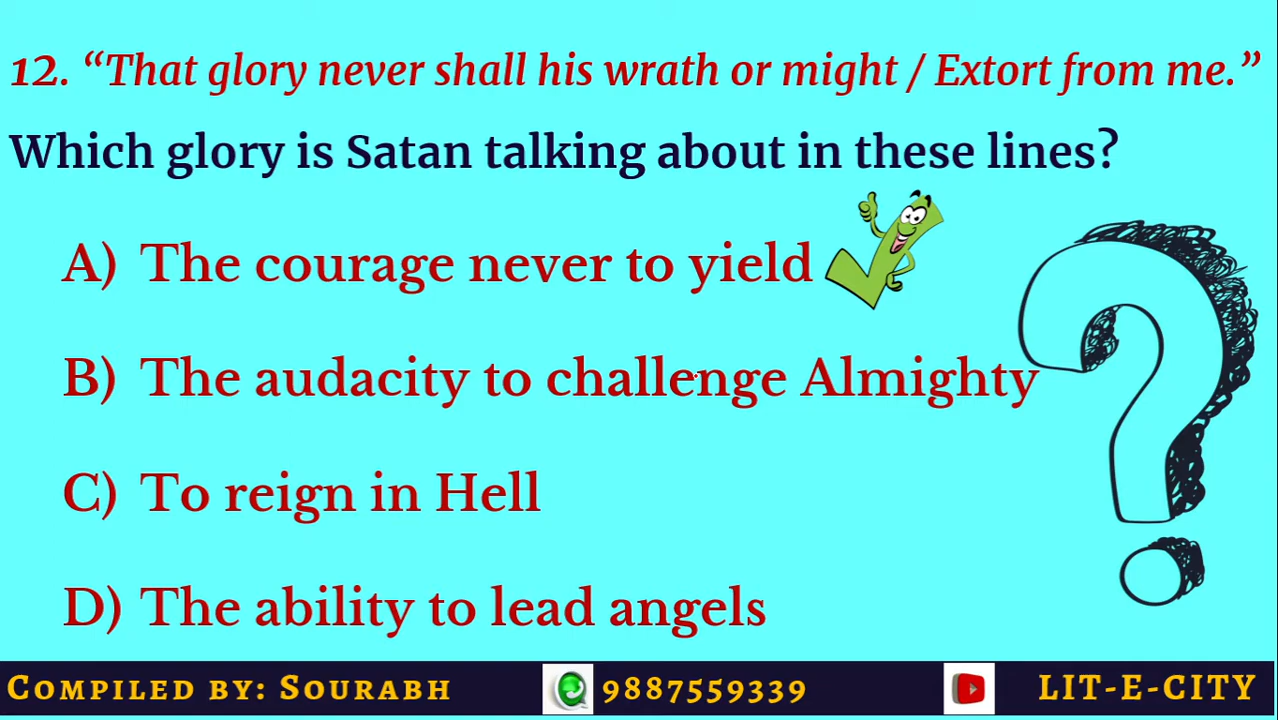 12. “That glory never shall his wrath or might / Extort from me.”
Which glory is Satan talking about in these lines?
A) The courage never to yield
B) The audacity to challenge Almighty
C) To reign in Hell
D) The ability to lead angels
COMPILED BY: SOURABH 9887559339 LIT-E-CITY